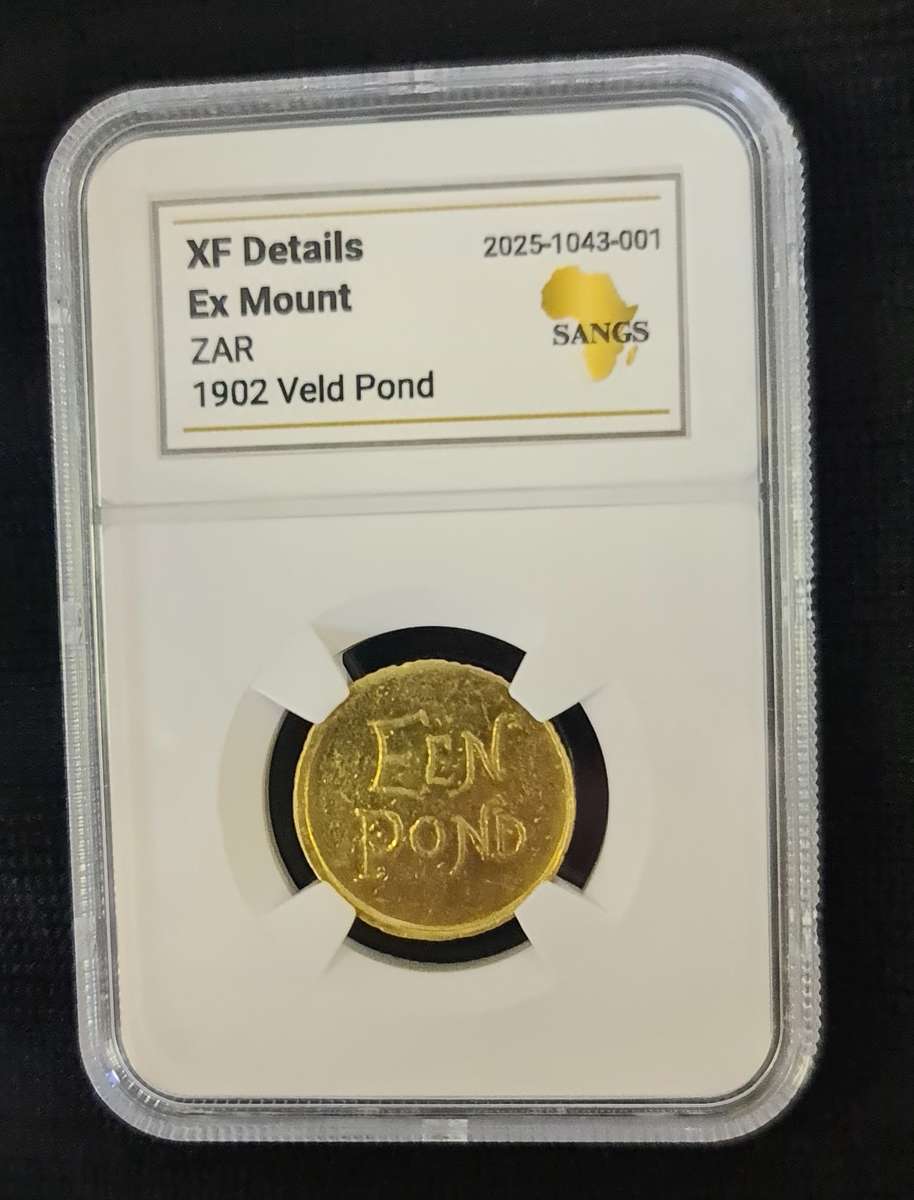 XF Details
Ex Mount
ZAR
1902 Veld Pond
2025-1043-001
SANGS
EEN
POND